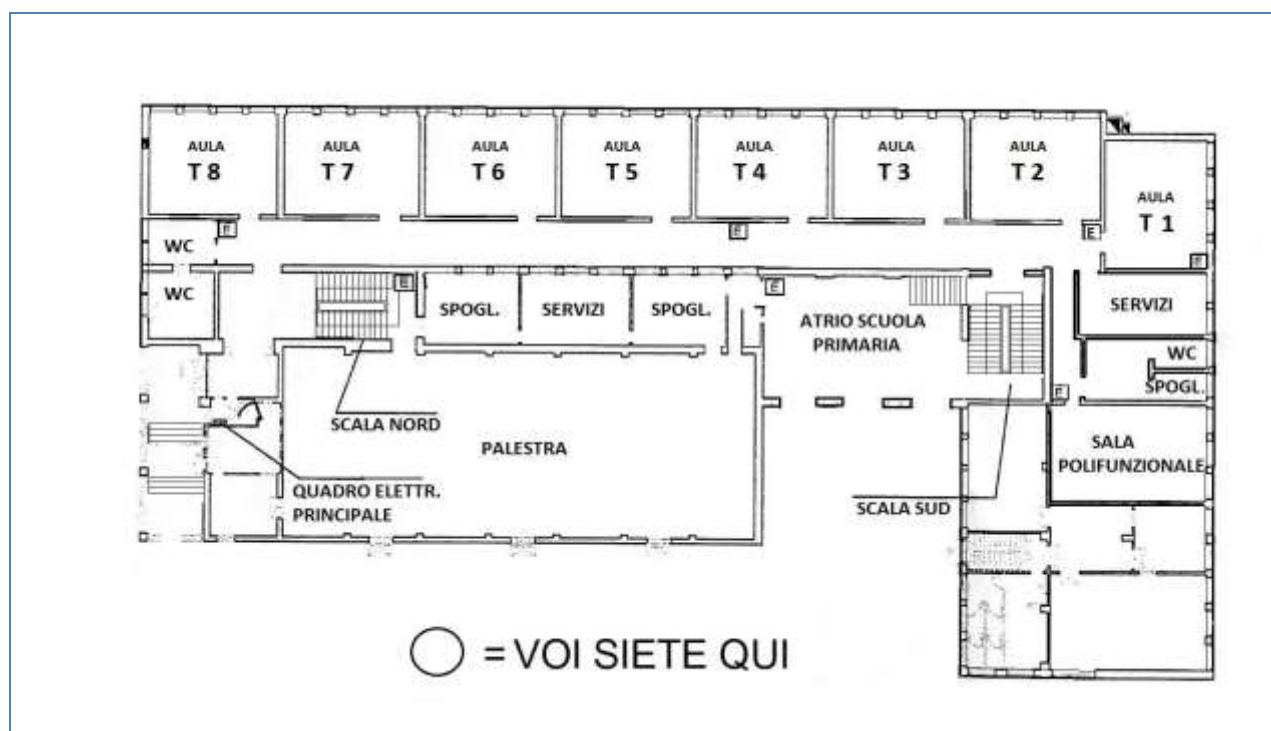 AULA
T 8
AULA
T 7
AULA
T 6
AULA
T 5
AULA
T 4
AULA
T 3
AULA
T 2
AULA
T 1
E
E
E
E
WC
WC
E
SPOGL.
SERVIZI
SPOGL.
E
ATRIO SCUOLA
PRIMARIA
SERVIZI
WC
SPOGL.
E
SCALA NORD
PALESTRA
SALA
POLIFUNZIONALE
QUADRO ELETTR.
PRINCIPALE
SCALA SUD
= VOI SIETE QUI